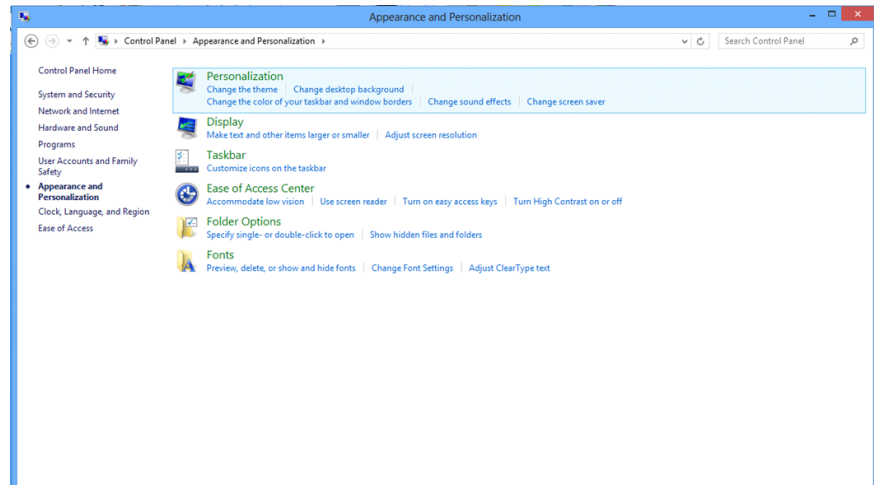 Appearance and Personalization
Control Panel Appearance and Personalization
Search Control Panel
Control Panel Home
System and Security
Network and Internet
Hardware and Sound
Programs
User Accounts and Family
Safety
Appearance and
Personalization
Clock, Language, and Region
Ease of Access
Personalization
Change the theme Change desktop background
Change the color of your taskbar and window borders Change sound effects Change screen saver
Display
Make text and other items larger or smaller Adjust screen resolution
Taskbar
Customize icons on the taskbar
Ease of Access Center
Accommodate low vision Use screen reader Turn on easy access keys Turn High Contrast on or off
Folder Options
Specify single- or double-click to open Show hidden files and folders
Fonts
Preview, delete, or show and hide fonts Change Font Settings Adjust ClearType text